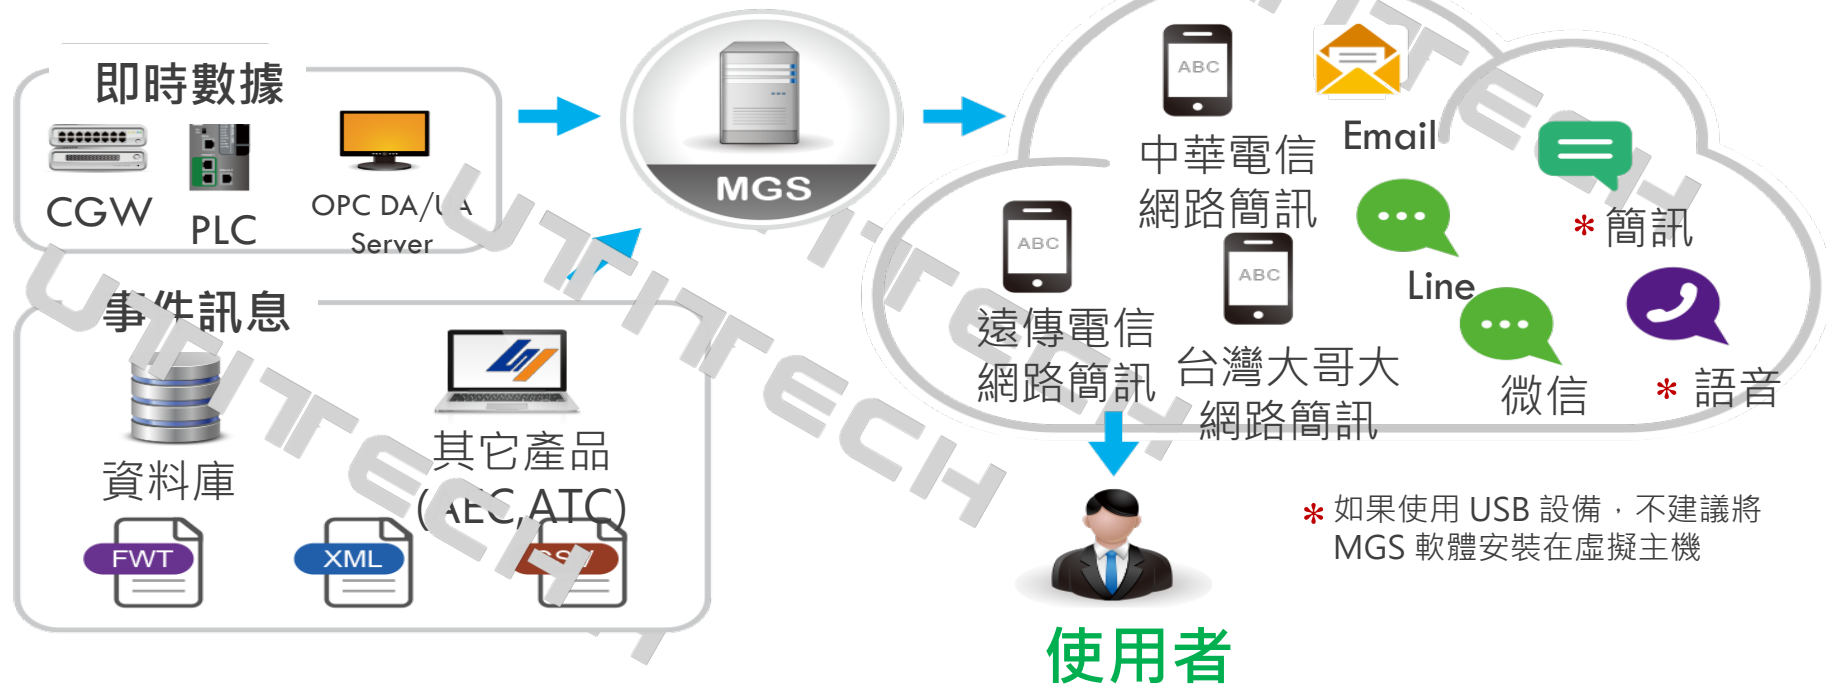 即時數據
CGW
PLC
OPC DA/UA
Server
事件訊息
資料庫
其它產品
(AEC,ATC)
FWT
XML
CSV
MGS
ABC
中華電信
網路簡訊
Email
* 簡訊
ABC
遠傳電信
網路簡訊
ABC
台灣大哥大
網路簡訊
Line
微信
* 語音
使用者
* 如果使用 USB 設備，不建議將
MGS 軟體安裝在虛擬主機
UTITECH
UTITECH
UTITECH